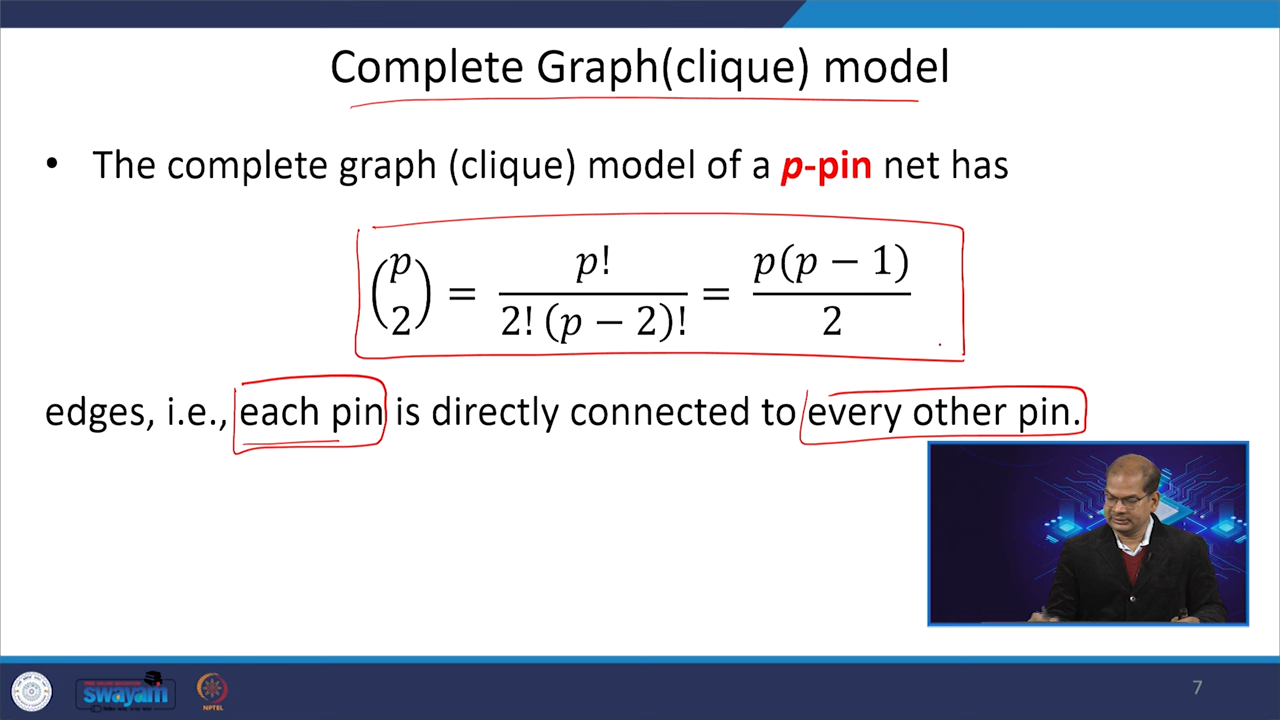 Complete Graph(clique) model
• The complete graph (clique) model of a p-pin net has
(p 2) = p! / 2! (p − 2)! = p(p − 1) / 2
edges, i.e., each pin is directly connected to every other pin.
swayam
NPTEL
7